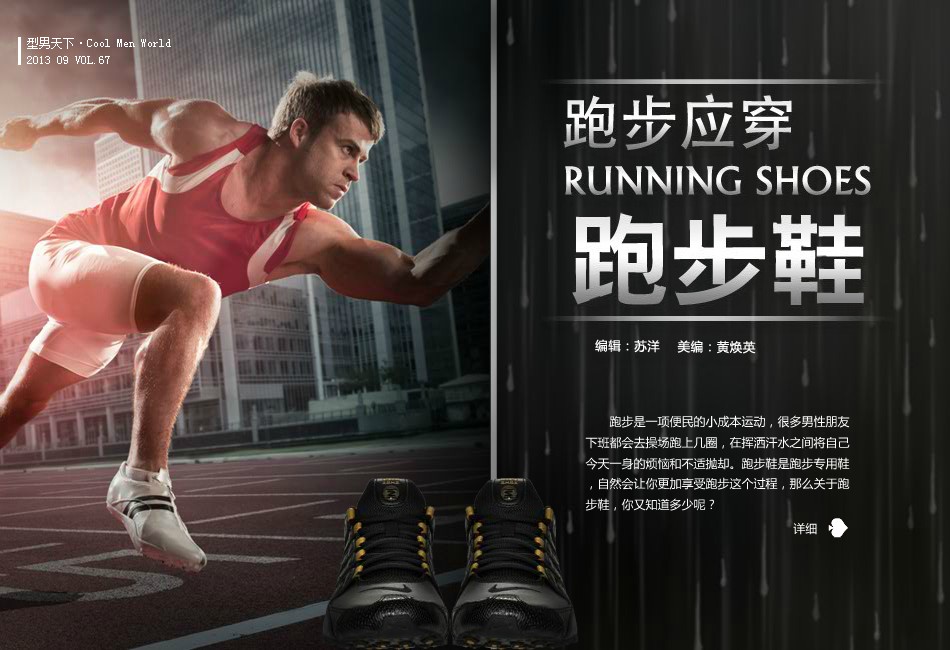 型男天下·Cool Men World
2013 09 VOL.67
跑步应穿
RUNNING SHOES
跑步鞋
编辑：苏洋 美编：黄焕英
跑步是一项便民的小成本运动，很多男性朋友
下班都会去操场跑上几圈，在挥洒汗水之间将自己
今天一身的烦恼和不适抛却。跑步鞋是跑步专用鞋
，自然会让你更加享受跑步这个过程，那么关于跑
步鞋，你又知道多少呢？
详细